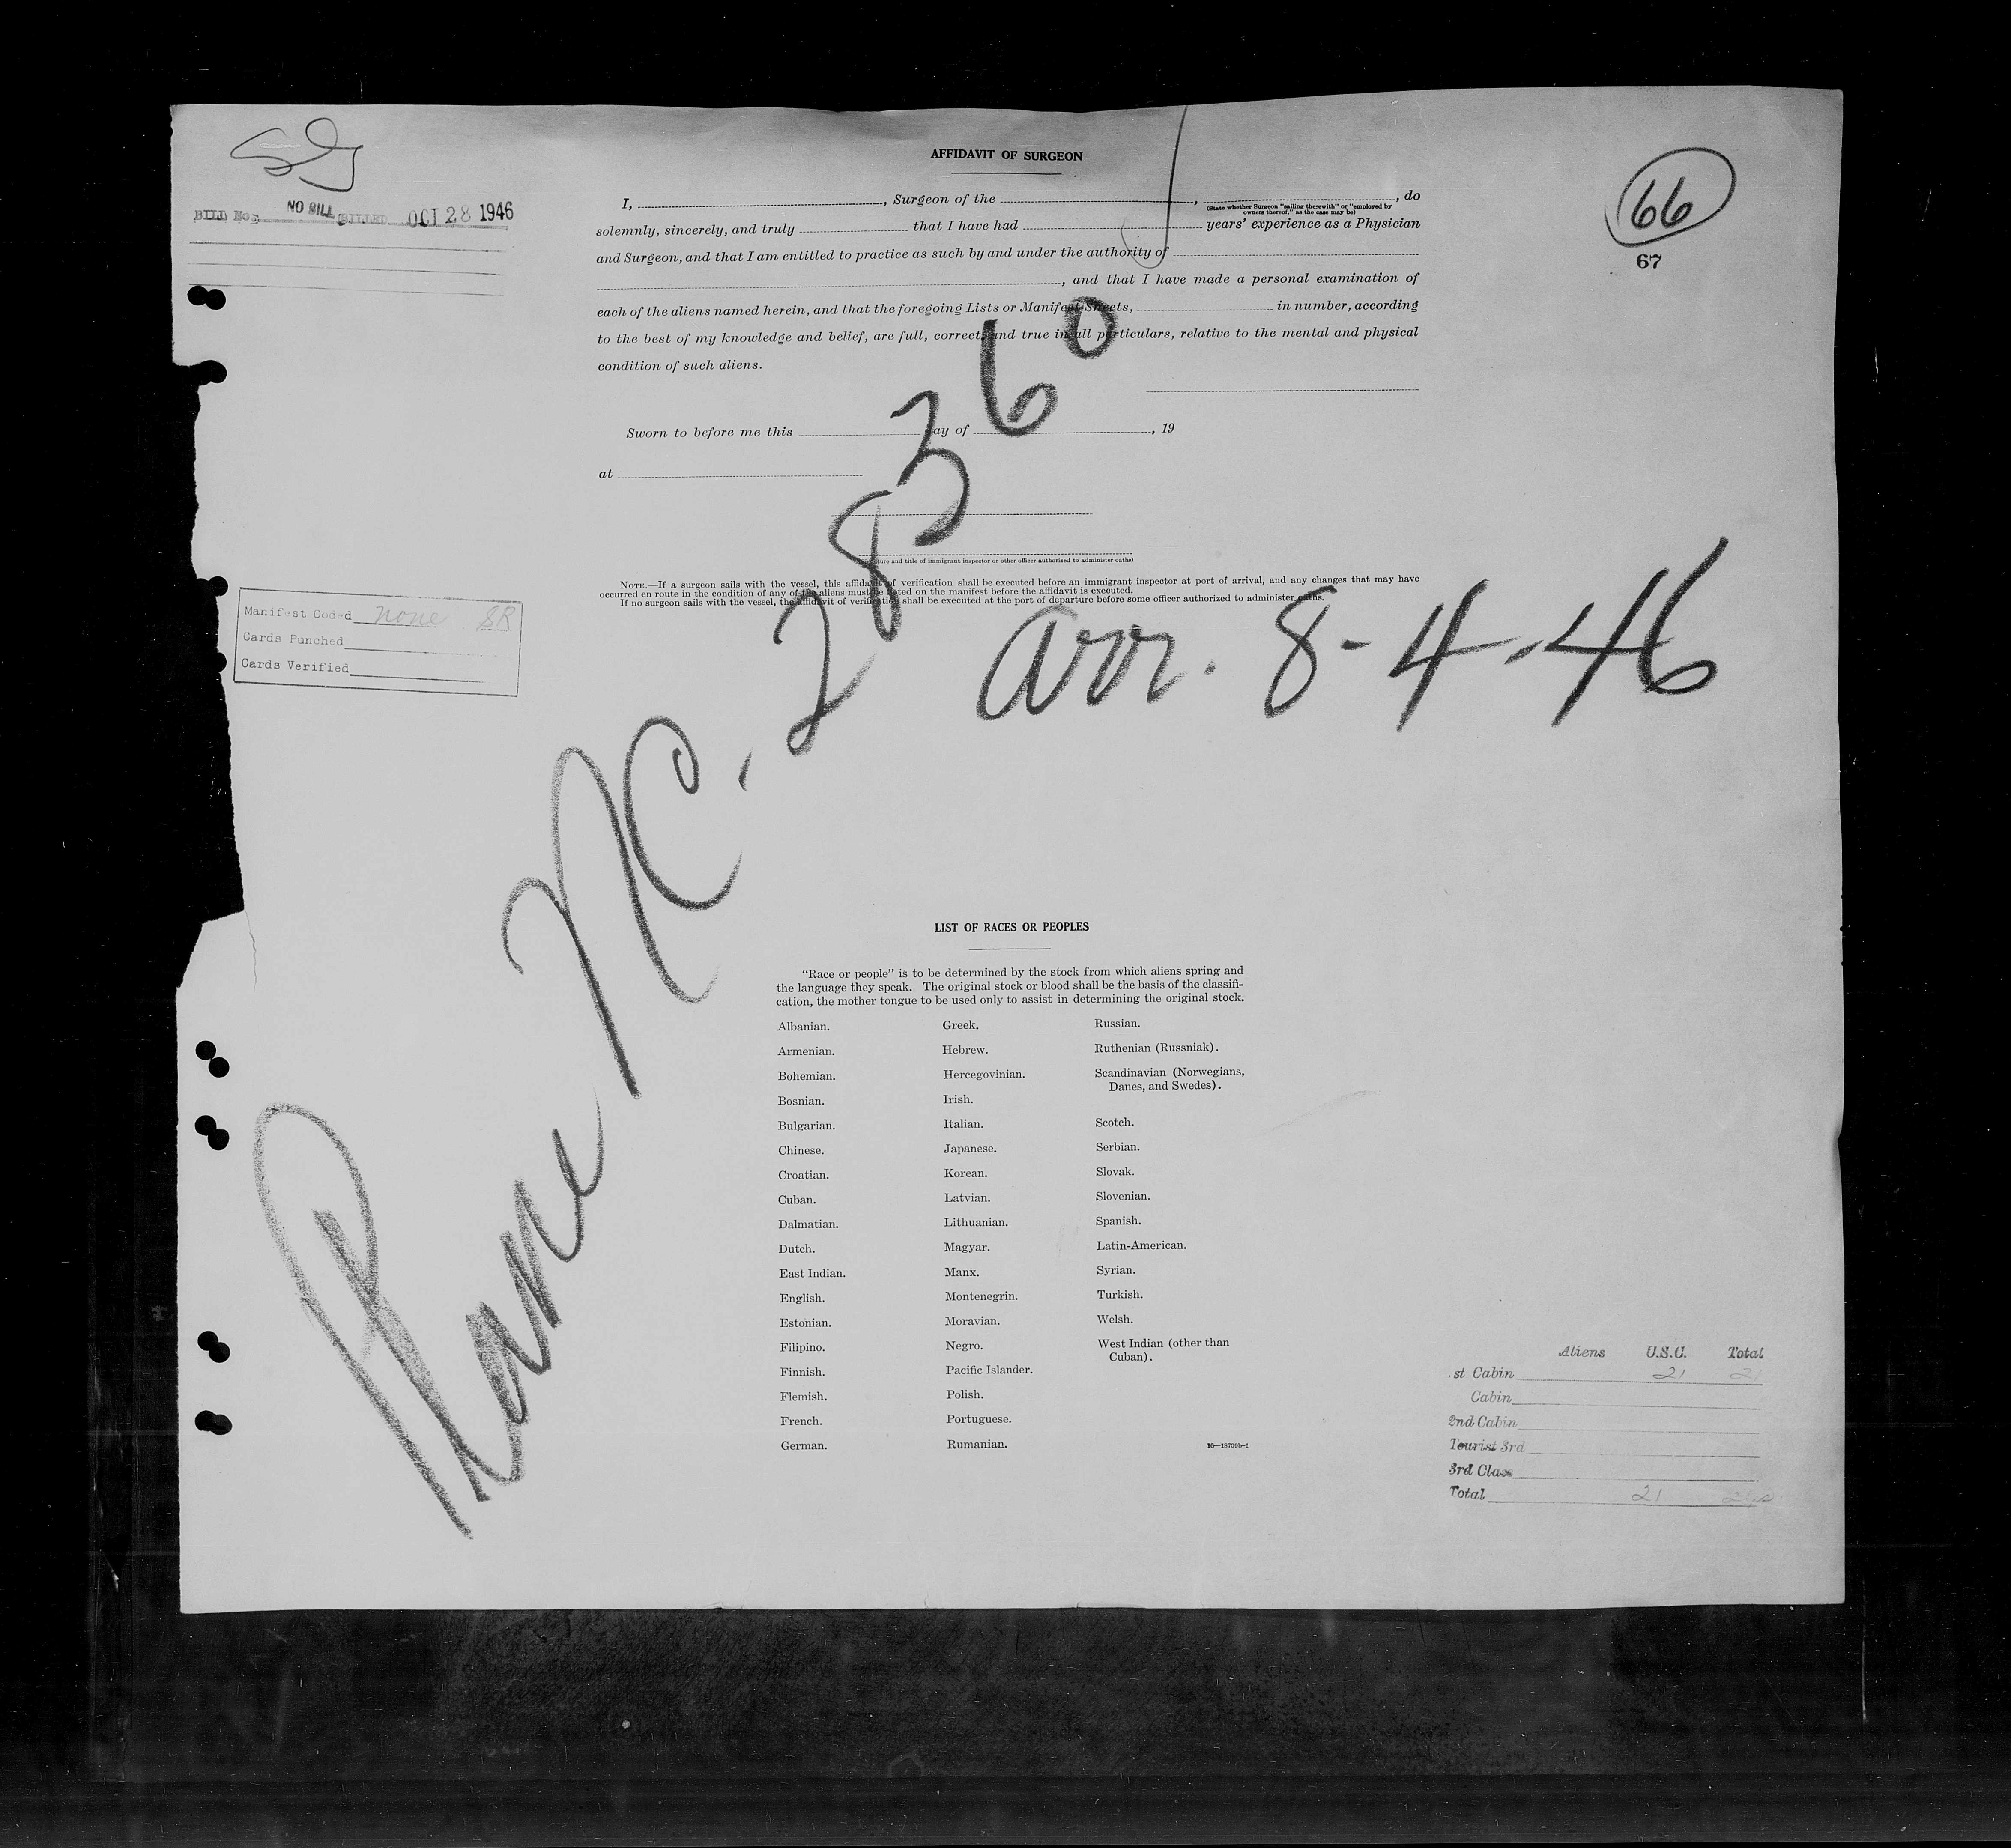 AFFIDAVIT OF SURGEON
66
67
BILL No. NO BILL BILLED OCT 28 1946
I, , Surgeon of the , , do
(State whether Surgeon "sailing therewith" or "employed by
owners thereof," as the case may be)
solemnly, sincerely, and truly that I have had years' experience as a Physician
and Surgeon, and that I am entitled to practice as such by and under the authority of
, and that I have made a personal examination of
each of the aliens named herein, and that the foregoing Lists or Manifest Sheets, in number, according
to the best of my knowledge and belief, are full, correct, and true in all particulars, relative to the mental and physical
condition of such aliens.
Sworn to before me this day of , 19
at
ture and title of immigrant inspector or other officer authorized to administer oaths)
NOTE.—If a surgeon sails with the vessel, this affidavit of verification shall be executed before an immigrant inspector at port of arrival, and any changes that may have
occurred en route in the condition of any of the aliens must be noted on the manifest before the affidavit is executed.
If no surgeon sails with the vessel, the affidavit of verification shall be executed at the port of departure before some officer authorized to administer oaths.
Manifest Coded none SR
Cards Punched
Cards Verified
Plane NC. 28360
arr. 8-4-46
LIST OF RACES OR PEOPLES
"Race or people" is to be determined by the stock from which aliens spring and
the language they speak. The original stock or blood shall be the basis of the classifi-
cation, the mother tongue to be used only to assist in determining the original stock.
Albanian.
Armenian.
Bohemian.
Bosnian.
Bulgarian.
Chinese.
Croatian.
Cuban.
Dalmatian.
Dutch.
East Indian.
English.
Estonian.
Filipino.
Finnish.
Flemish.
French.
German.
Greek.
Hebrew.
Hercegovinian.
Irish.
Italian.
Japanese.
Korean.
Latvian.
Lithuanian.
Magyar.
Manx.
Montenegrin.
Moravian.
Negro.
Pacific Islander.
Polish.
Portuguese.
Rumanian.
Russian.
Ruthenian (Russniak).
Scandinavian (Norwegians,
Danes, and Swedes).
Scotch.
Serbian.
Slovak.
Slovenian.
Spanish.
Latin-American.
Syrian.
Turkish.
Welsh.
West Indian (other than
Cuban).
Aliens U.S.C. Total
st Cabin 21 21
Cabin
2nd Cabin
Tourist 3rd
3rd Class
Total 21